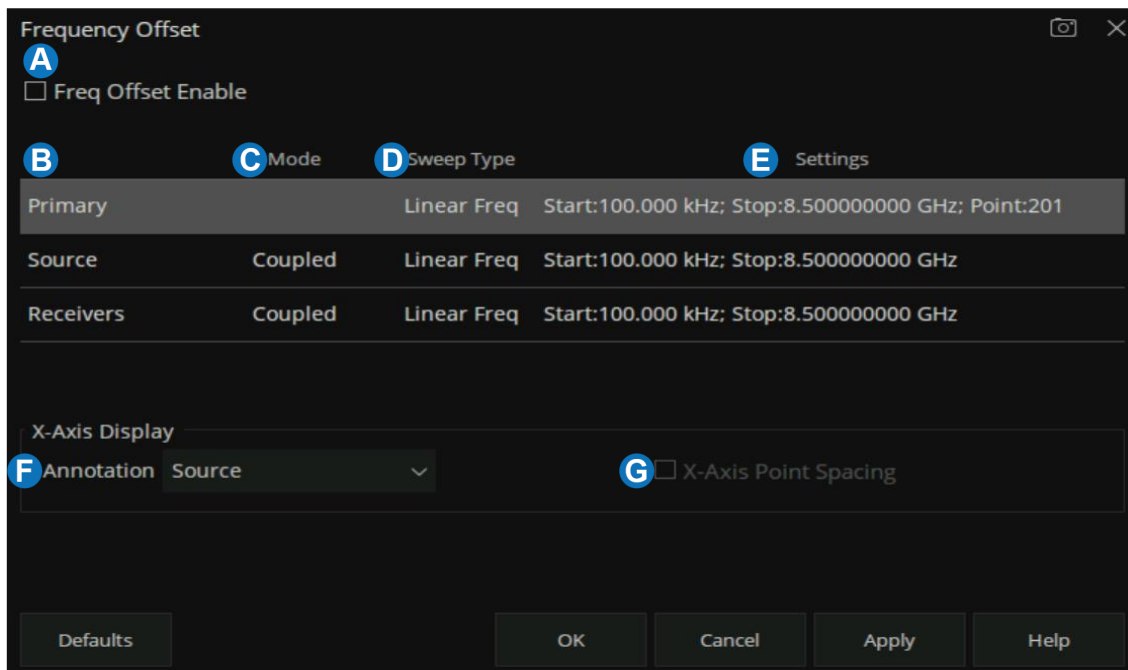 Frequency Offset
A
Freq Offset Enable
B C Mode D Sweep Type E Settings
Primary Linear Freq Start:100.000 kHz; Stop:8.500000000 GHz; Point:201
Source Coupled Linear Freq Start:100.000 kHz; Stop:8.500000000 GHz
Receivers Coupled Linear Freq Start:100.000 kHz; Stop:8.500000000 GHz
X-Axis Display
F Annotation Source G X-Axis Point Spacing
Defaults OK Cancel Apply Help